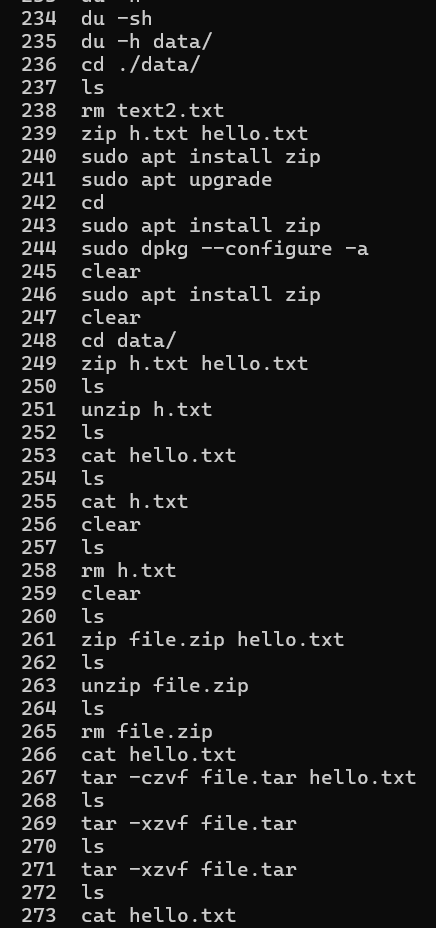 234 du -sh
235 du -h data/
236 cd ./data/
237 ls
238 rm text2.txt
239 zip h.txt hello.txt
240 sudo apt install zip
241 sudo apt upgrade
242 cd
243 sudo apt install zip
244 sudo dpkg --configure -a
245 clear
246 sudo apt install zip
247 clear
248 cd data/
249 zip h.txt hello.txt
250 ls
251 unzip h.txt
252 ls
253 cat hello.txt
254 ls
255 cat h.txt
256 clear
257 ls
258 rm h.txt
259 clear
260 ls
261 zip file.zip hello.txt
262 ls
263 unzip file.zip
264 ls
265 rm file.zip
266 cat hello.txt
267 tar -czvf file.tar hello.txt
268 ls
269 tar -xzvf file.tar
270 ls
271 tar -xzvf file.tar
272 ls
273 cat hello.txt